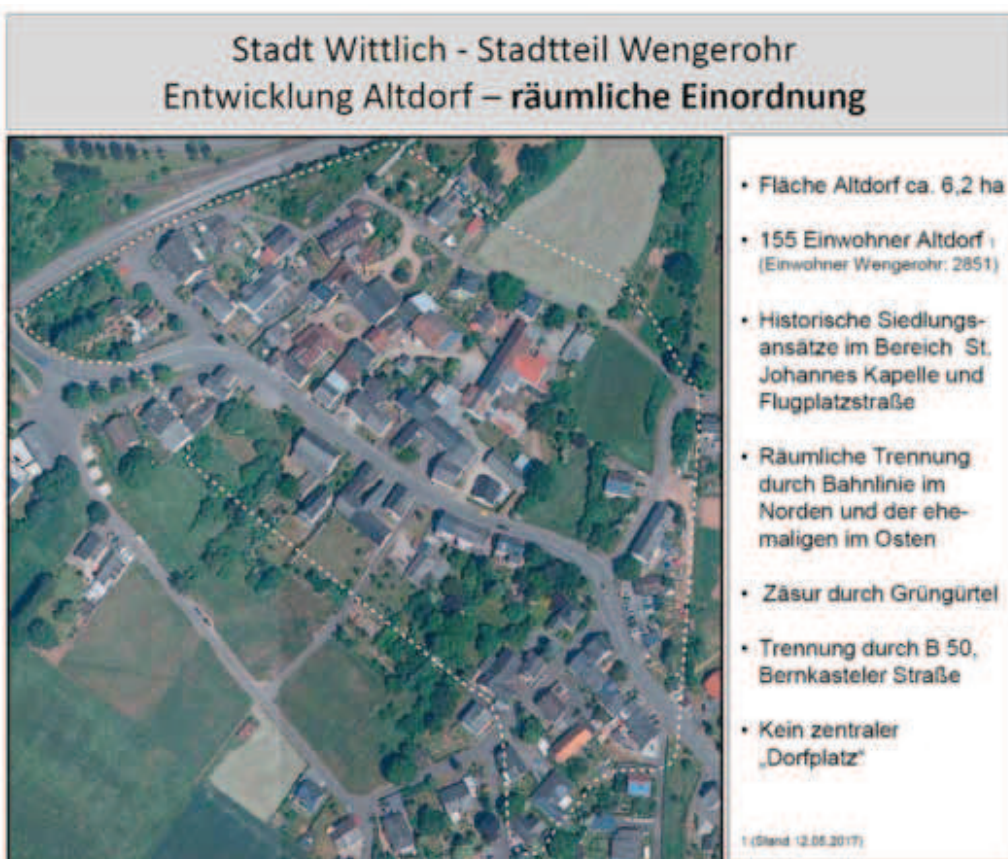 Stadt Wittlich - Stadtteil Wengerohr
Entwicklung Altdorf – räumliche Einordnung
• Fläche Altdorf ca. 6,2 ha
• 155 Einwohner Altdorf 1
(Einwohner Wengerohr: 2851)
• Historische Siedlungs-
ansätze im Bereich St.
Johannes Kapelle und
Flugplatzstraße
• Räumliche Trennung
durch Bahnlinie im
Norden und der ehe-
maligen im Osten
• Zäsur durch Grüngürtel
• Trennung durch B 50,
Bernkasteler Straße
• Kein zentraler
„Dorfplatz“
1 (Stand 12.05.2017)